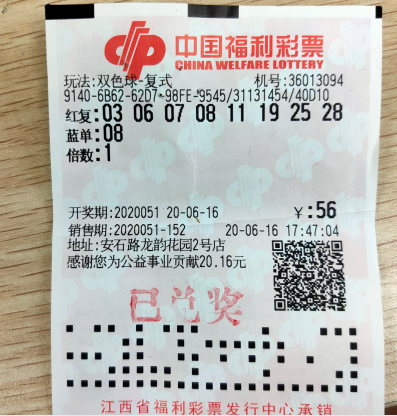 中国福利彩票
CHINA WELFARE LOTTERY
玩法:双色球-复式 机号:36013094
9140-6B62-62D7-98FE-9545/31131454/40D10
红复:03 06 07 08 11 19 25 28
蓝单:08
倍数:1
开奖期:2020051 20-06-16 ￥:56
销售期:2020051-152 20-06-16 17:47:04
地址:安石路龙韵花园2号店
感谢您为公益事业贡献20.16元
已兑奖
江西省福利彩票发行中心承销